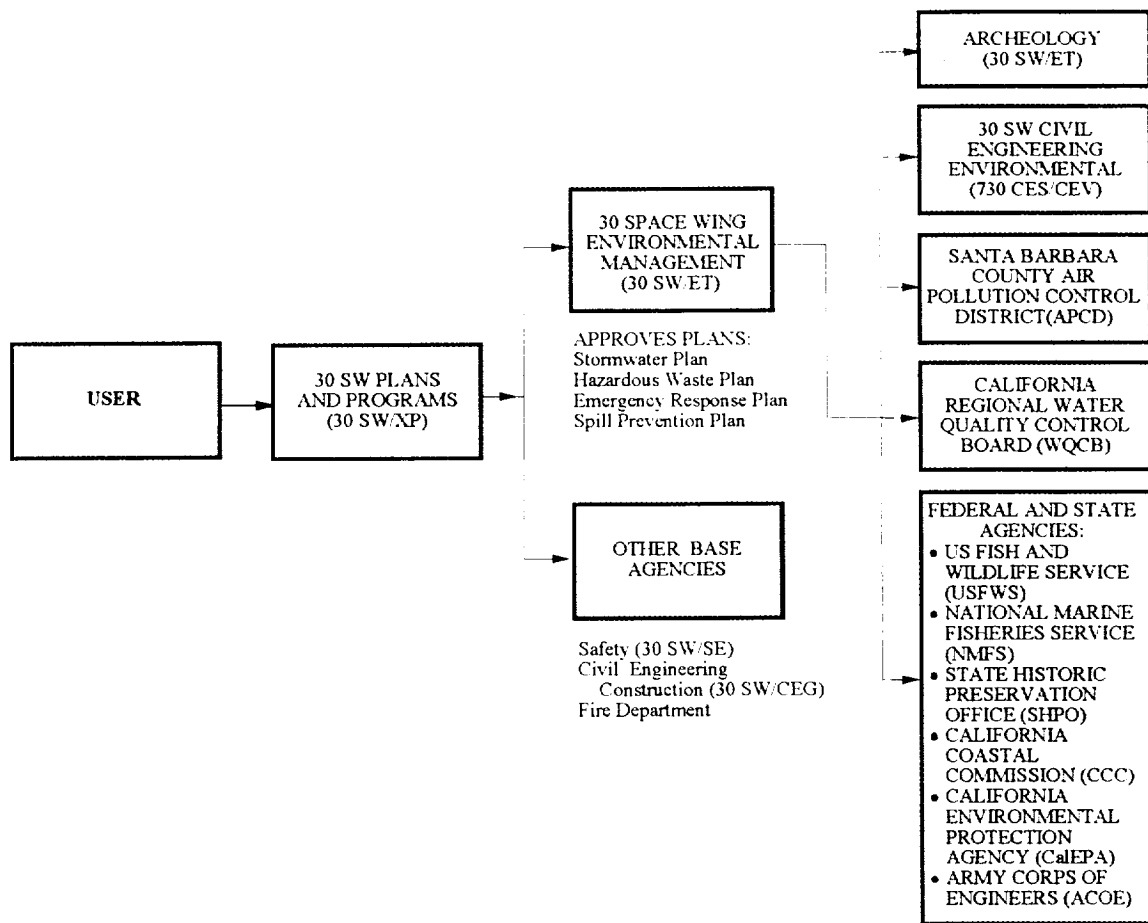 USER
30 SW PLANS
AND PROGRAMS
(30 SW/XP)
30 SPACE WING
ENVIRONMENTAL
MANAGEMENT
(30 SW/ET)
APPROVES PLANS:
Stormwater Plan
Hazardous Waste Plan
Emergency Response Plan
Spill Prevention Plan
OTHER BASE
AGENCIES
Safety (30 SW/SE)
Civil Engineering
Construction (30 SW/CEG)
Fire Department
ARCHEOLOGY
(30 SW/ET)
30 SW CIVIL
ENGINEERING
ENVIRONMENTAL
(730 CES/CEV)
SANTA BARBARA
COUNTY AIR
POLLUTION CONTROL
DISTRICT(APCD)
CALIFORNIA
REGIONAL WATER
QUALITY CONTROL
BOARD (WQCB)
FEDERAL AND STATE
AGENCIES:
• US FISH AND
WILDLIFE SERVICE
(USFWS)
• NATIONAL MARINE
FISHERIES SERVICE
(NMFS)
• STATE HISTORIC
PRESERVATION
OFFICE (SHPO)
• CALIFORNIA
COASTAL
COMMISSION (CCC)
• CALIFORNIA
ENVIRONMENTAL
PROTECTION
AGENCY (CalEPA)
• ARMY CORPS OF
ENGINEERS (ACOE)